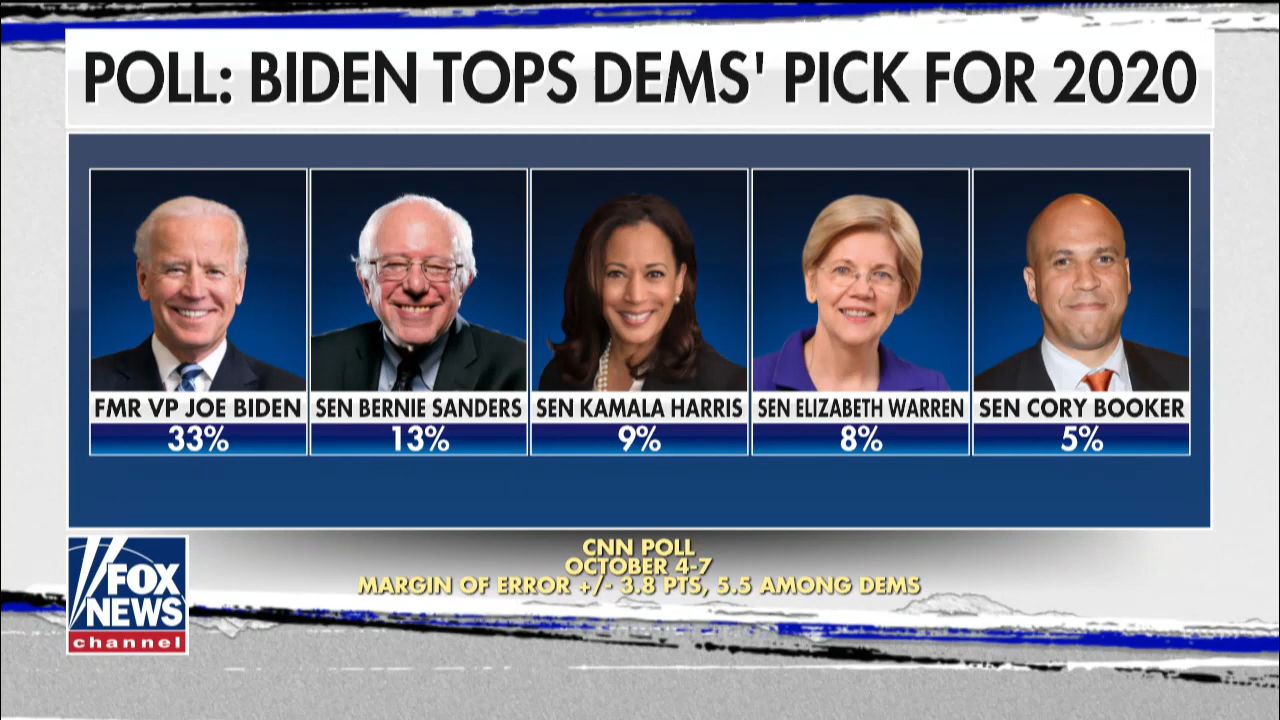 POLL: BIDEN TOPS DEMS' PICK FOR 2020
FMR VP JOE BIDEN
33%
SEN BERNIE SANDERS
13%
SEN KAMALA HARRIS
9%
SEN ELIZABETH WARREN
8%
SEN CORY BOOKER
5%
CNN POLL
OCTOBER 4-7
MARGIN OF ERROR +/- 3.8 PTS, 5.5 AMONG DEMS
FOX
NEWS
channel